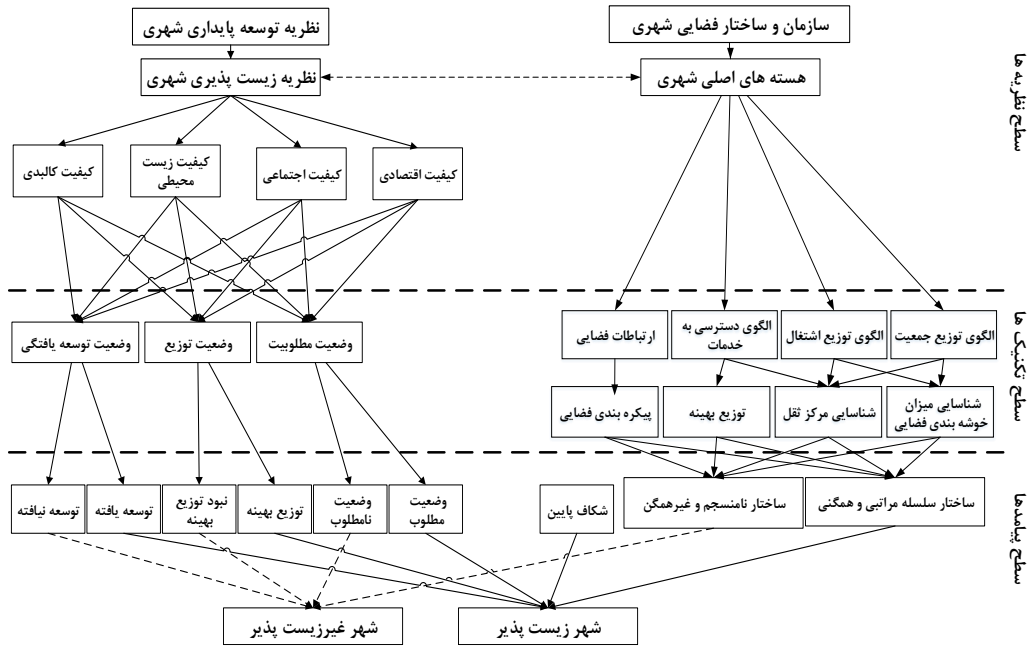 سازمان و ساختار فضایی شهری
نظریه توسعه پایداری شهری
هسته های اصلی شهری
نظریه زیست پذیری شهری
سطح نظریه ها
کیفیت اقتصادی
کیفیت اجتماعی
کیفیت زیست
محیطی
کیفیت کالبدی
الگوی توزیع جمعیت
الگوی توزیع اشتغال
الگوی دسترسی به
خدمات
ارتباطات فضایی
وضعیت مطلوبیت
وضعیت توزیع
وضعیت توسعه یافتگی
سطح تکنیک ها
شناسایی میزان
خوشه بندی فضایی
شناسایی مرکز ثقل
توزیع بهینه
پیکره بندی فضایی
ساختار سلسله مراتبی و همگنی
ساختار نامنسجم و غیرهمگن
شکاف پایین
وضعیت
مطلوب
وضعیت
نامطلوب
توزیع بهینه
نبود توزیع
بهینه
توسعه یافته
توسعه نیافته
سطح پیامدها
شهر زیست پذیر
شهر غیرزیست پذیر